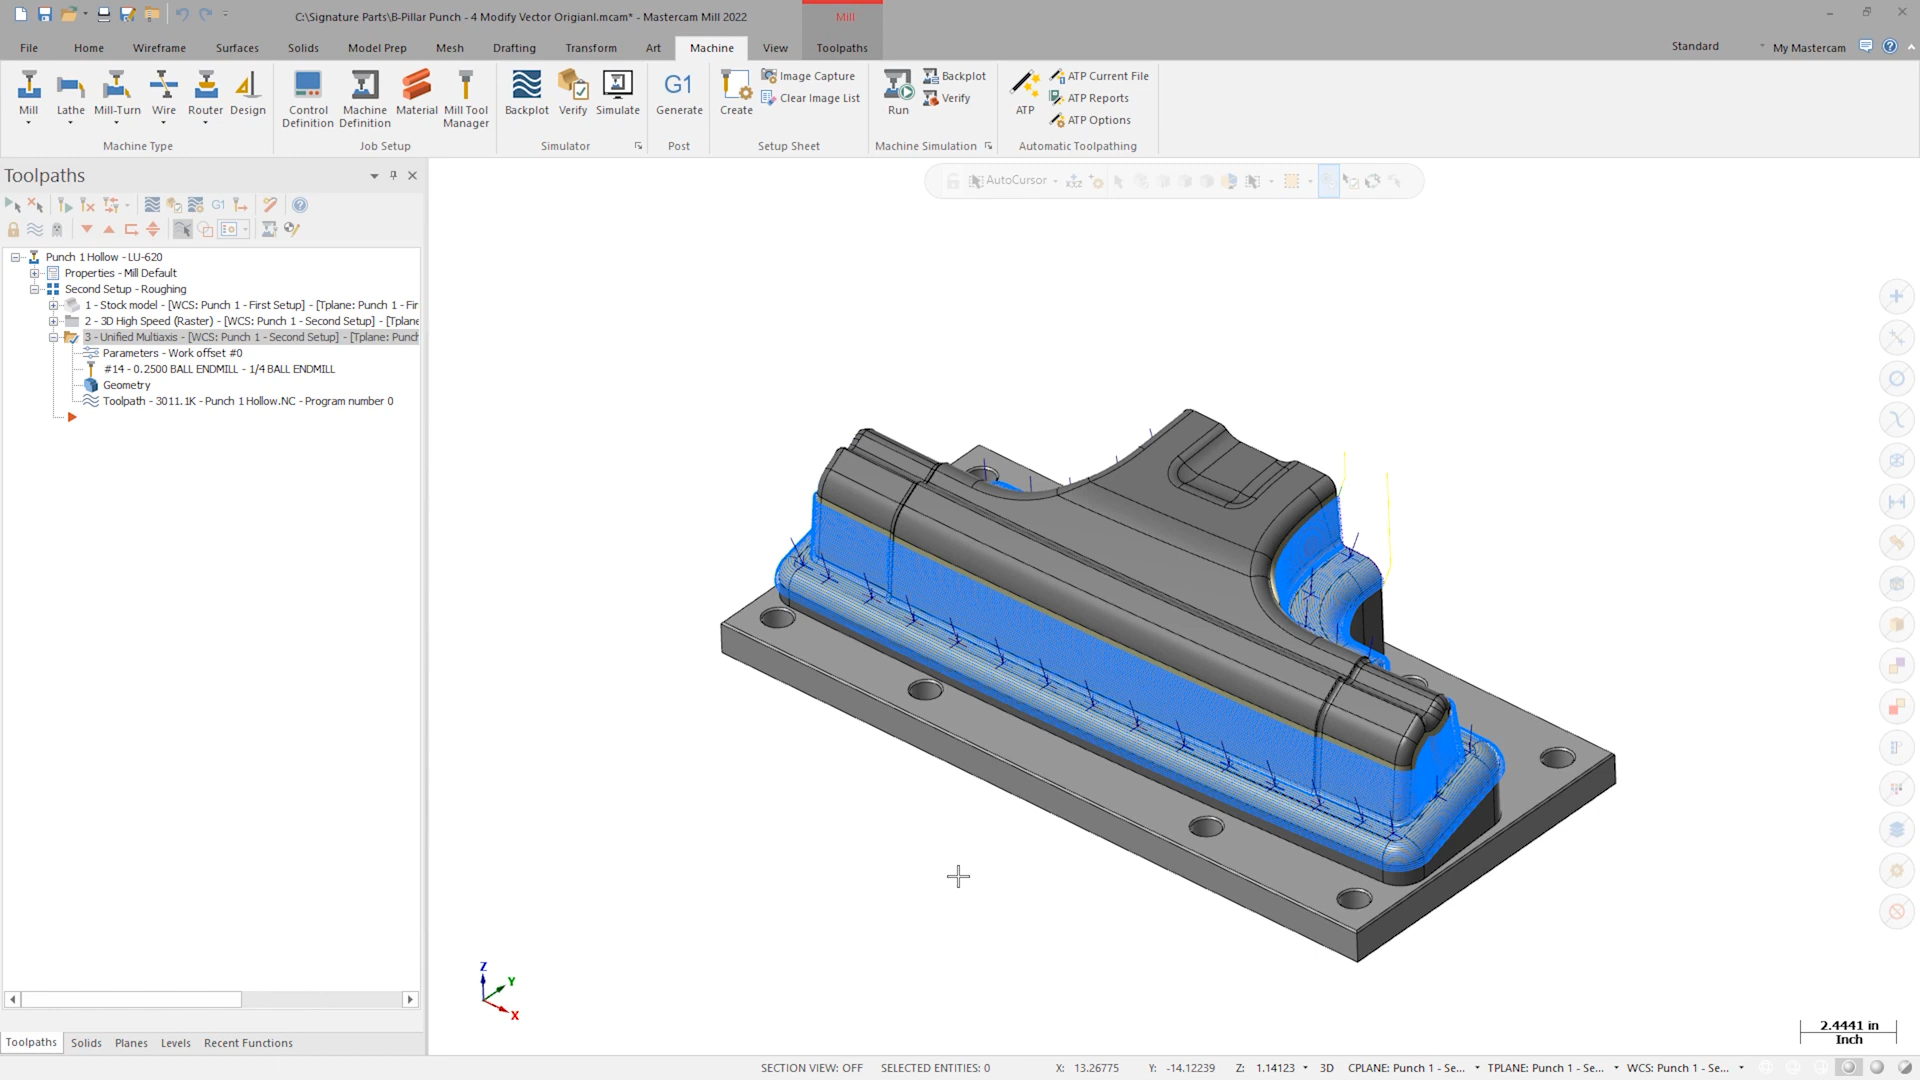 C:\Signature Parts\B-Pillar Punch - 4 Modify Vector Origianl.mcam* - Mastercam Mill 2022
Mill
File Home Wireframe Surfaces Solids Model Prep Mesh Drafting Transform Art Machine View Toolpaths
Standard My Mastercam
Mill Lathe Mill-Turn Wire Router Design
Control Definition Machine Definition Material Mill Tool Manager
Backplot Verify Simulate
G1 Generate
Create Image Capture
Clear Image List
Run Backplot
Verify
ATP ATP Current File
ATP Reports
ATP Options
Machine Type Job Setup Simulator Post Setup Sheet Machine Simulation Automatic Toolpathing
Toolpaths
AutoCursor
G1
Punch 1 Hollow - LU-620
Properties - Mill Default
Second Setup - Roughing
1 - Stock model - [WCS: Punch 1 - First Setup] - [Tplane: Punch 1 - Fir
2 - 3D High Speed (Raster) - [WCS: Punch 1 - Second Setup] - [Tplane
3 - Unified Multiaxis - [WCS: Punch 1 - Second Setup] - [Tplane: Punch
Parameters - Work offset #0
#14 - 0.2500 BALL ENDMILL - 1/4 BALL ENDMILL
Geometry
Toolpath - 3011.1K - Punch 1 Hollow.NC - Program number 0
Z
Y
X
2.4441 in
Inch
Toolpaths Solids Planes Levels Recent Functions
SECTION VIEW: OFF SELECTED ENTITIES: 0 X: 13.26775 Y: -14.12239 Z: 1.14123 3D CPLANE: Punch 1 - Se... TPLANE: Punch 1 - Se... WCS: Punch 1 - Se...